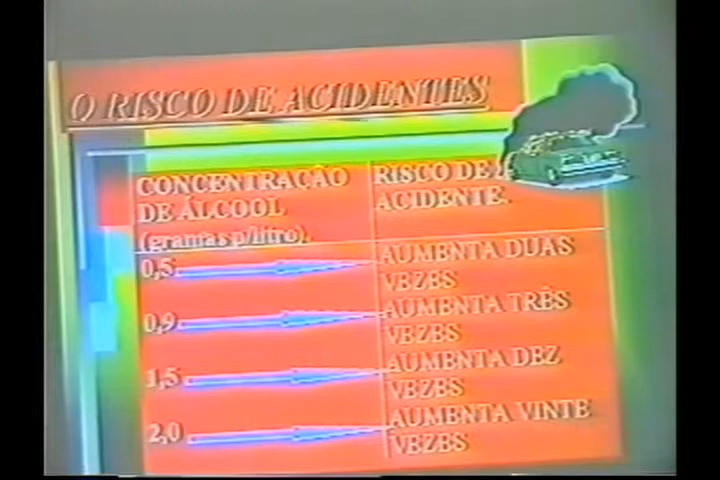 O RISCO DE ACIDENTES
CONCENTRAÇÃO
DE ÁLCOOL
(gramas p/litro).
RISCO DE
ACIDENTE.
0,5
AUMENTA DUAS
VEZES
0,9
AUMENTA TRÊS
VEZES
1,5
AUMENTA DEZ
VEZES
2,0
AUMENTA VINTE
VEZES